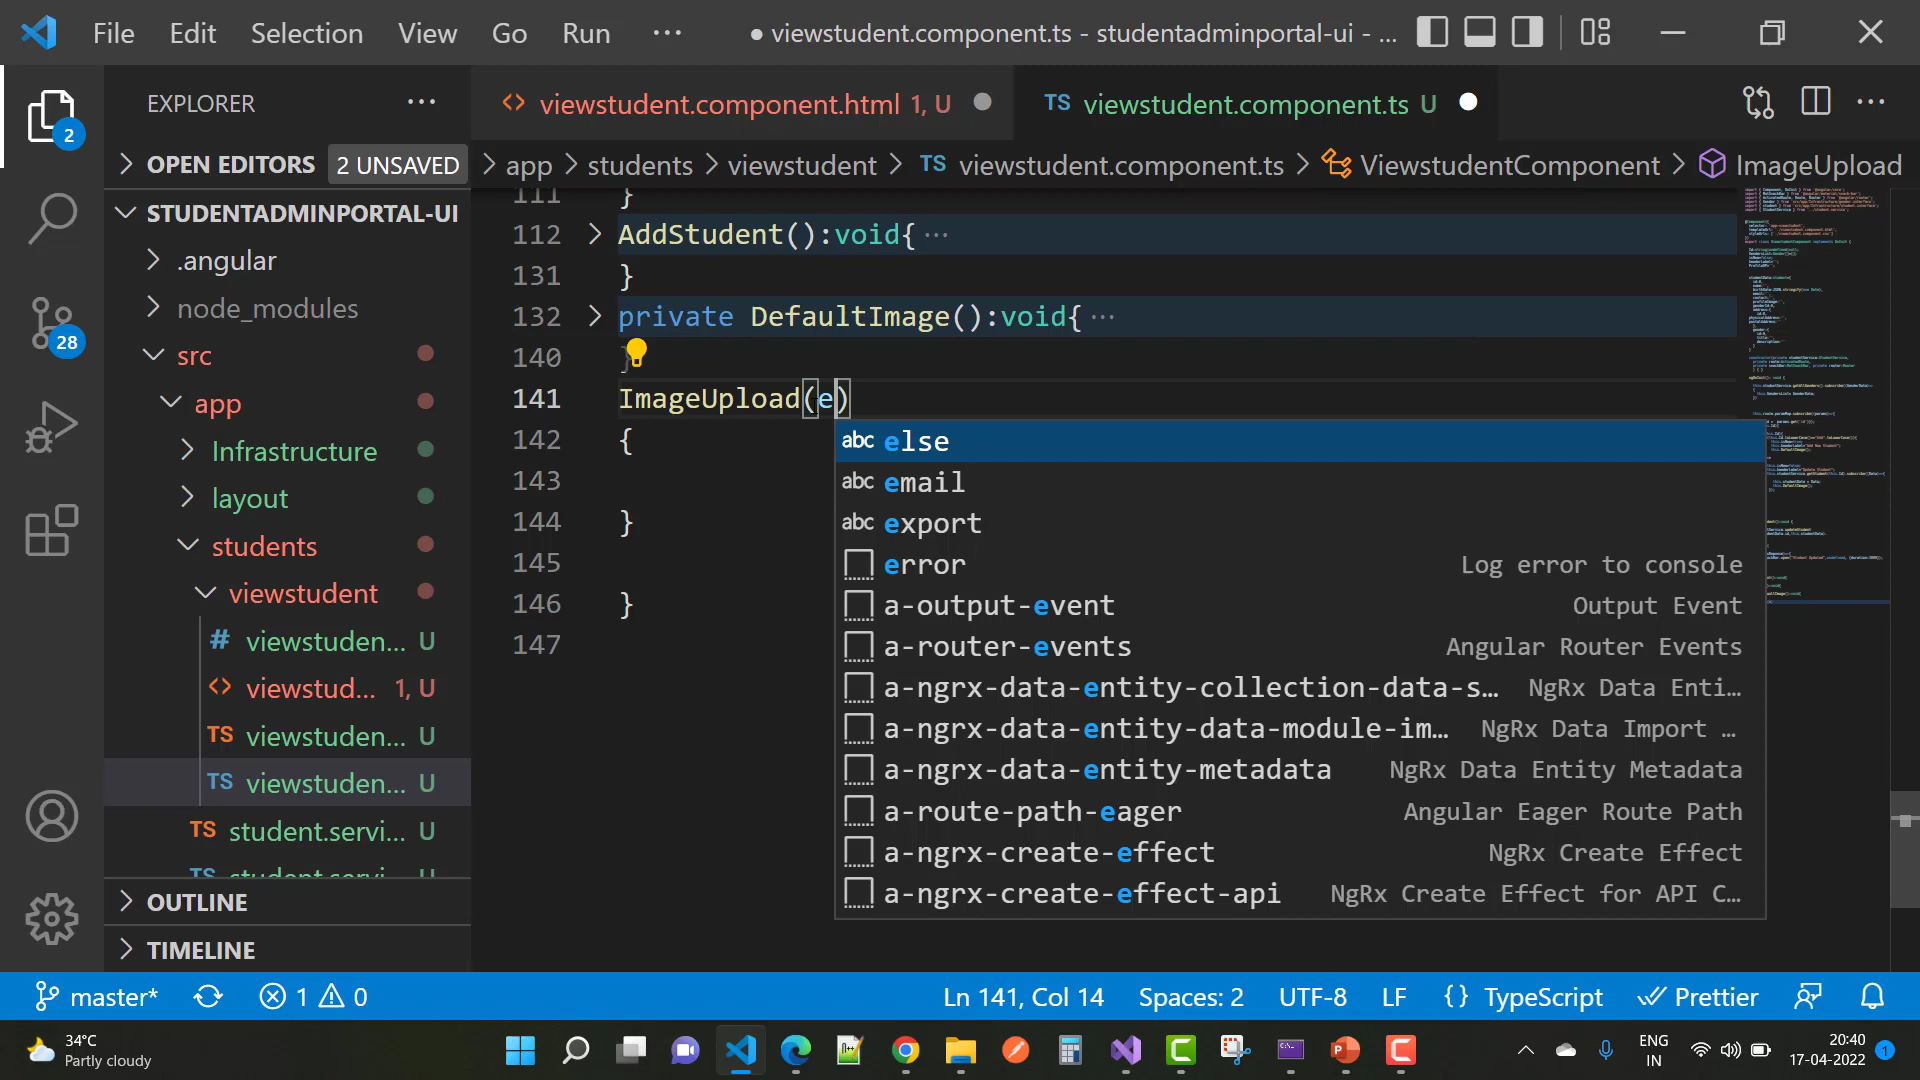 File Edit Selection View Go Run ··· ● viewstudent.component.ts - studentadminportal-ui - ...
EXPLORER ···
<> viewstudent.component.html 1, U
TS viewstudent.component.ts U
OPEN EDITORS 2 UNSAVED
> app > students > viewstudent > TS viewstudent.component.ts > ViewstudentComponent > ImageUpload
STUDENTADMINPORTAL-UI
.angular
node_modules
src
app
Infrastructure
layout
students
viewstudent
# viewstuden... U
<> viewstud... 1, U
TS viewstuden... U
TS viewstuden... U
TS student.servi... U
TS student.servi... U
OUTLINE
TIMELINE
2
28
111 }
112 > AddStudent():void{ ···
131 }
132 > private DefaultImage():void{ ···
140 }
141 ImageUpload(e)
142 {
143
144 }
145
146 }
147
abc else
abc email
abc export
error Log error to console
a-output-event Output Event
a-router-events Angular Router Events
a-ngrx-data-entity-collection-data-s... NgRx Data Enti...
a-ngrx-data-entity-data-module-im... NgRx Data Import ...
a-ngrx-data-entity-metadata NgRx Data Entity Metadata
a-route-path-eager Angular Eager Route Path
a-ngrx-create-effect NgRx Create Effect
a-ngrx-create-effect-api NgRx Create Effect for API C...
master* 1 0 Ln 141, Col 14 Spaces: 2 UTF-8 LF {} TypeScript Prettier
34°C
Partly cloudy
ENG
IN
20:40
17-04-2022
1